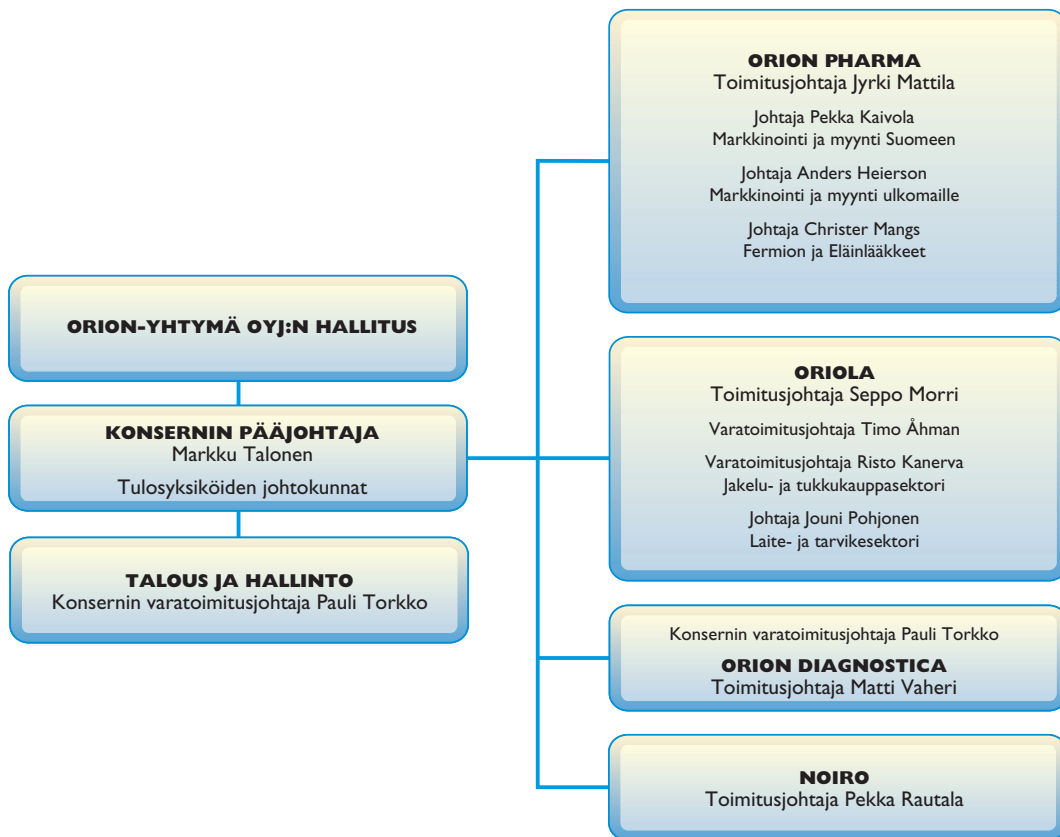 ORION-YHTYMÄ OYJ:N HALLITUS
KONSERNIN PÄÄJOHTAJA
Markku Talonen
Tulosyksiköiden johtokunnat
TALOUS JA HALLINTO
Konsernin varatoimitusjohtaja Pauli Torkko
ORION PHARMA
Toimitusjohtaja Jyrki Mattila
Johtaja Pekka Kaivola
Markkinointi ja myynti Suomeen
Johtaja Anders Heierson
Markkinointi ja myynti ulkomaille
Johtaja Christer Mangs
Fermion ja Eläinlääkkeet
ORIOLA
Toimitusjohtaja Seppo Morri
Varatoimitusjohtaja Timo Åhman
Varatoimitusjohtaja Risto Kanerva
Jakelu- ja tukkukauppasektori
Johtaja Jouni Pohjonen
Laite- ja tarvikesektori
Konsernin varatoimitusjohtaja Pauli Torkko
ORION DIAGNOSTICA
Toimitusjohtaja Matti Vaheri
NOIRO
Toimitusjohtaja Pekka Rautala